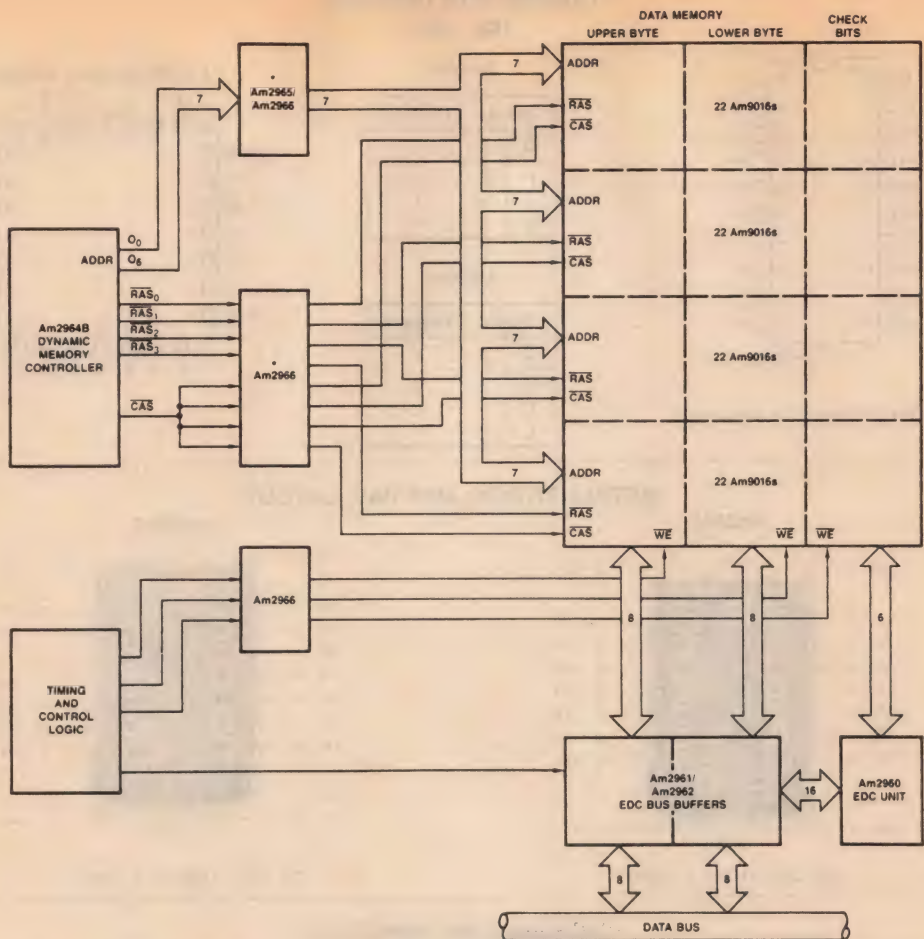 DATA MEMORY
UPPER BYTE LOWER BYTE
CHECK
BITS
Am2965/
Am2966
7
7
7
ADDR
RAS
CAS
22 Am9016s
7
ADDR
RAS
CAS
22 Am9016s
7
ADDR
RAS
CAS
22 Am9016s
7
ADDR
RAS
CAS
22 Am9016s
WE
WE
WE
ADDR
O0
O6
RAS0
RAS1
RAS2
RAS3
CAS
Am2964B
DYNAMIC
MEMORY
CONTROLLER
Am2966
Am2966
TIMING
AND
CONTROL
LOGIC
8
8
6
Am2961/
Am2962
EDC BUS BUFFERS
16
Am2960
EDC UNIT
8
8
DATA BUS